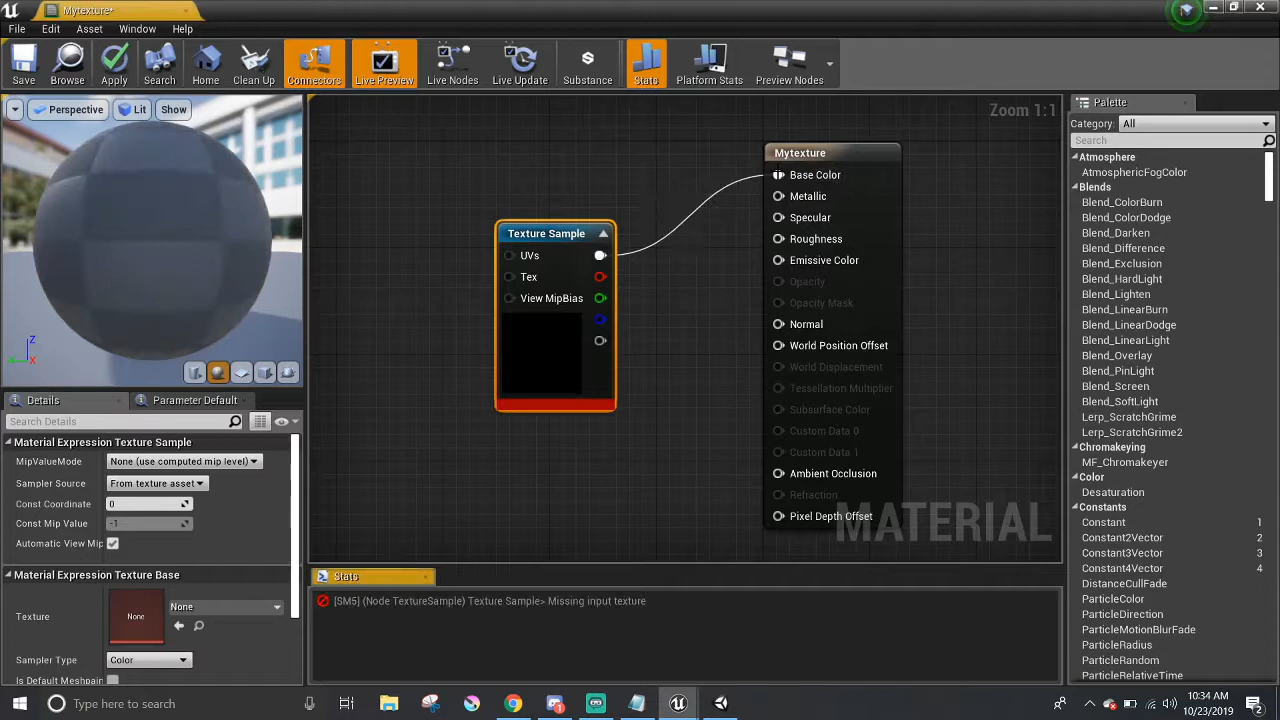 Mytexture*
File Edit Asset Window Help
Save Browse Apply Search Home Clean Up Connectors Live Preview Live Nodes Live Update Substance Stats Platform Stats Preview Nodes
Perspective Lit Show
Z
X
Details Parameter Default
Search Details
Material Expression Texture Sample
MipValueMode None (use computed mip level)
Sampler Source From texture asset
Const Coordinate 0
Const Mip Value -1
Automatic View Mip
Material Expression Texture Base
Texture None None
Sampler Type Color
Is Default Meshpain
Zoom 1:1
Texture Sample
UVs
Tex
View MipBias
Mytexture
Base Color
Metallic
Specular
Roughness
Emissive Color
Opacity
Opacity Mask
Normal
World Position Offset
World Displacement
Tessellation Multiplier
Subsurface Color
Custom Data 0
Custom Data 1
Ambient Occlusion
Refraction
Pixel Depth Offset
MATERIAL
Stats
[SM5] (Node TextureSample) Texture Sample> Missing input texture
Palette
Category: All
Search
Atmosphere
AtmosphericFogColor
Blends
Blend_ColorBurn
Blend_ColorDodge
Blend_Darken
Blend_Difference
Blend_Exclusion
Blend_HardLight
Blend_Lighten
Blend_LinearBurn
Blend_LinearDodge
Blend_LinearLight
Blend_Overlay
Blend_PinLight
Blend_Screen
Blend_SoftLight
Lerp_ScratchGrime
Lerp_ScratchGrime2
Chromakeying
MF_Chromakeyer
Color
Desaturation
Constants
Constant 1
Constant2Vector 2
Constant3Vector 3
Constant4Vector 4
DistanceCullFade
ParticleColor
ParticleDirection
ParticleMotionBlurFade
ParticleRadius
ParticleRandom
ParticleRelativeTime
Type here to search
10:34 AM
10/23/2019
2